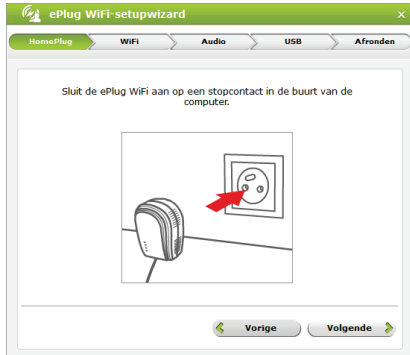 ePlug WiFi-setupwizard
HomePlug WiFi Audio USB Afronden
Sluit de ePlug WiFi aan op een stopcontact in de buurt van de
computer.
Vorige Volgende